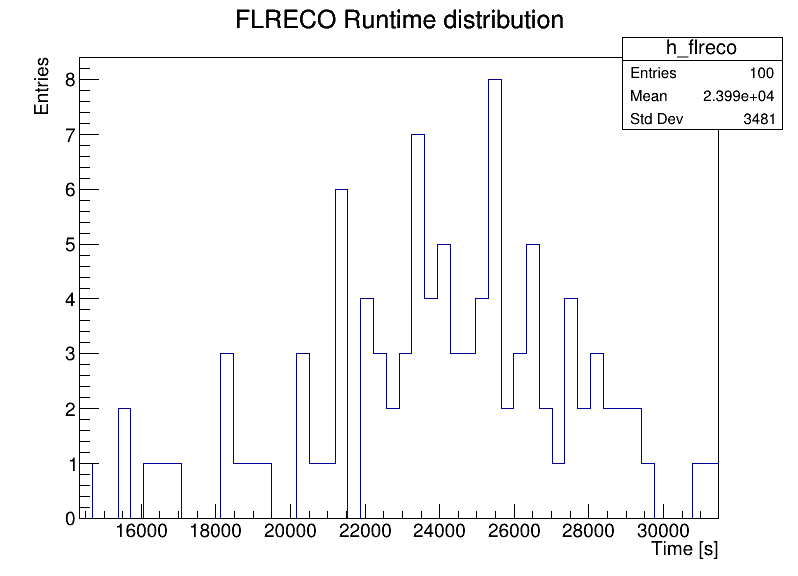 FLRECO Runtime distribution
h_flreco
Entries 100
Mean 2.399e+04
Std Dev 3481
Entries
8
7
6
5
4
3
2
1
0
16000 18000 20000 22000 24000 26000 28000 30000
Time [s]